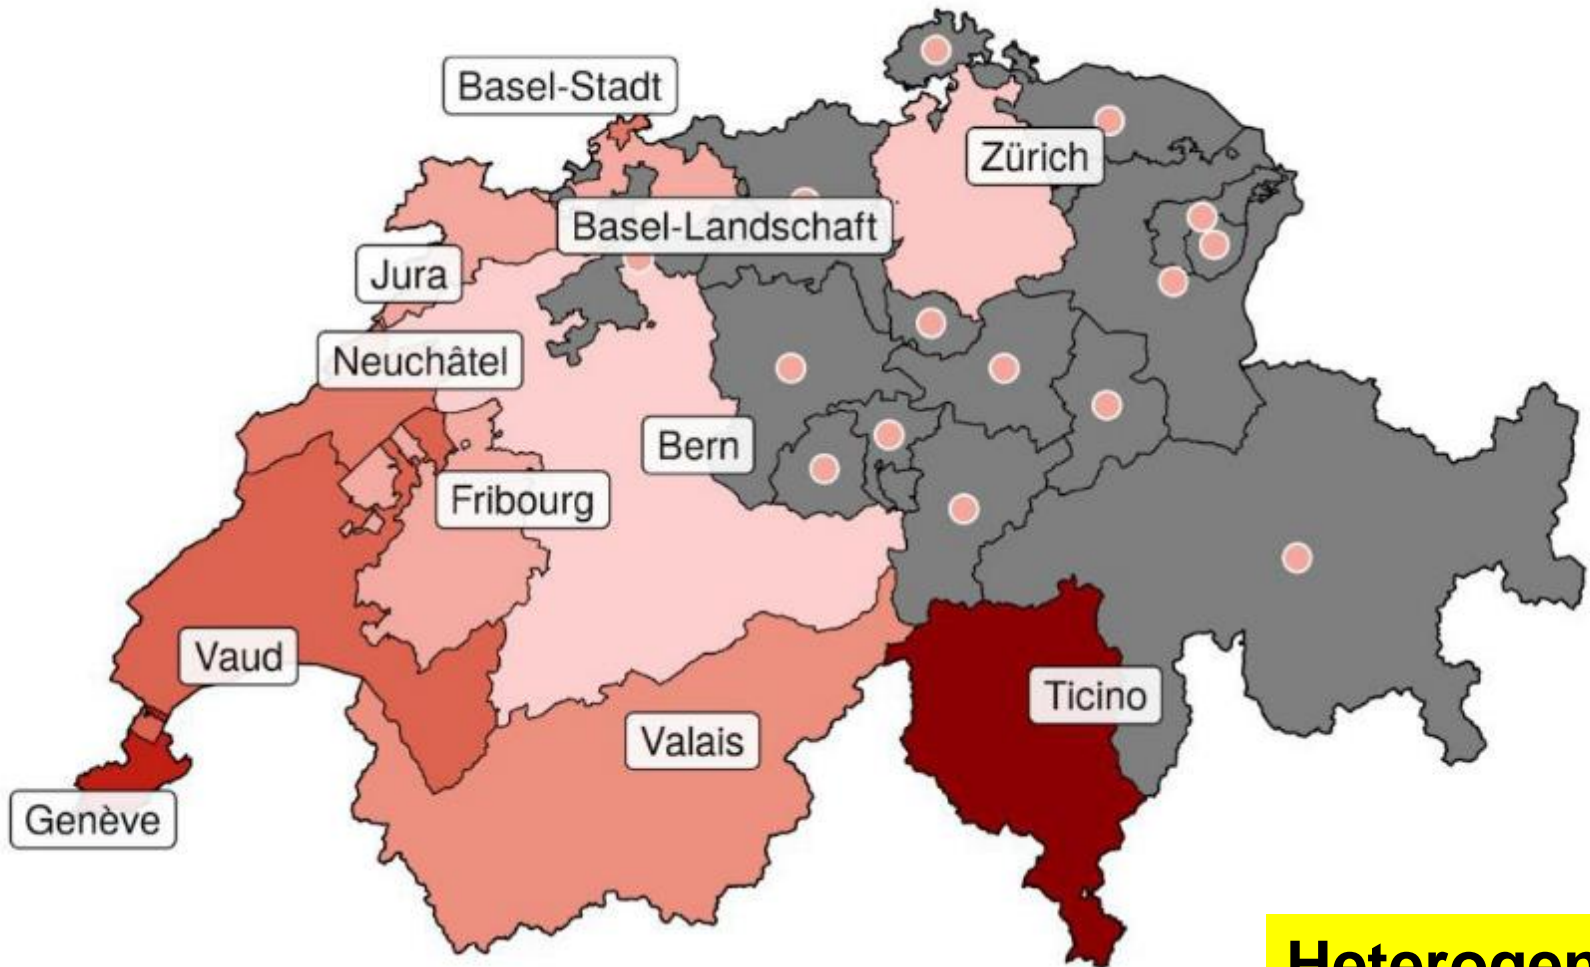 Basel-Stadt
Zürich
Basel-Landschaft
Jura
Neuchâtel
Bern
Fribourg
Vaud
Ticino
Valais
Genève